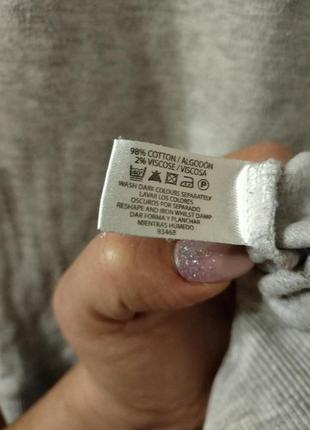 98% COTTON / ALGODÓN
2% VISCOSE / VISCOSA
WASH DARK COLOURS SEPARATELY
LAVAR LOS COLORES
OSCUROS POR SEPARADO
RESHAPE AND IRON WHILST DAMP
DAR FORMA Y PLANCHAR
MIENTRAS HÚMEDO
93468